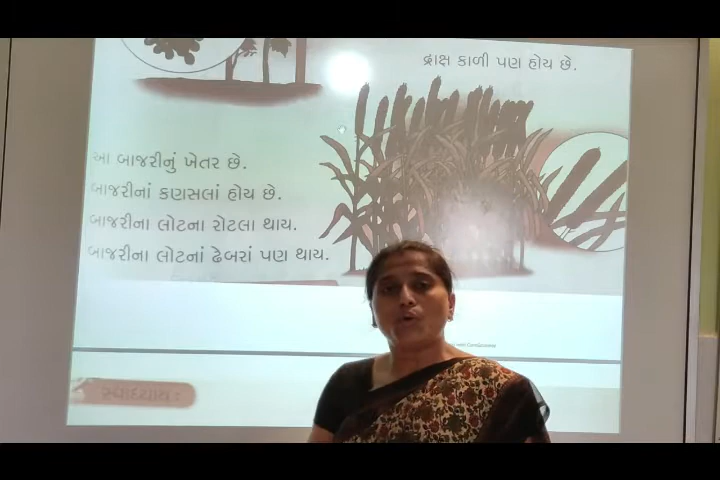 દ્રાક્ષ કાળી પણ હોય છે.
આ બાજરીનું ખેતર છે.
બાજરીનાં કણસલાં હોય છે.
બાજરીના લોટના રોટલા થાય.
બાજરીના લોટનાં ઢેબરાં પણ થાય.
સ્વાધ્યાય :